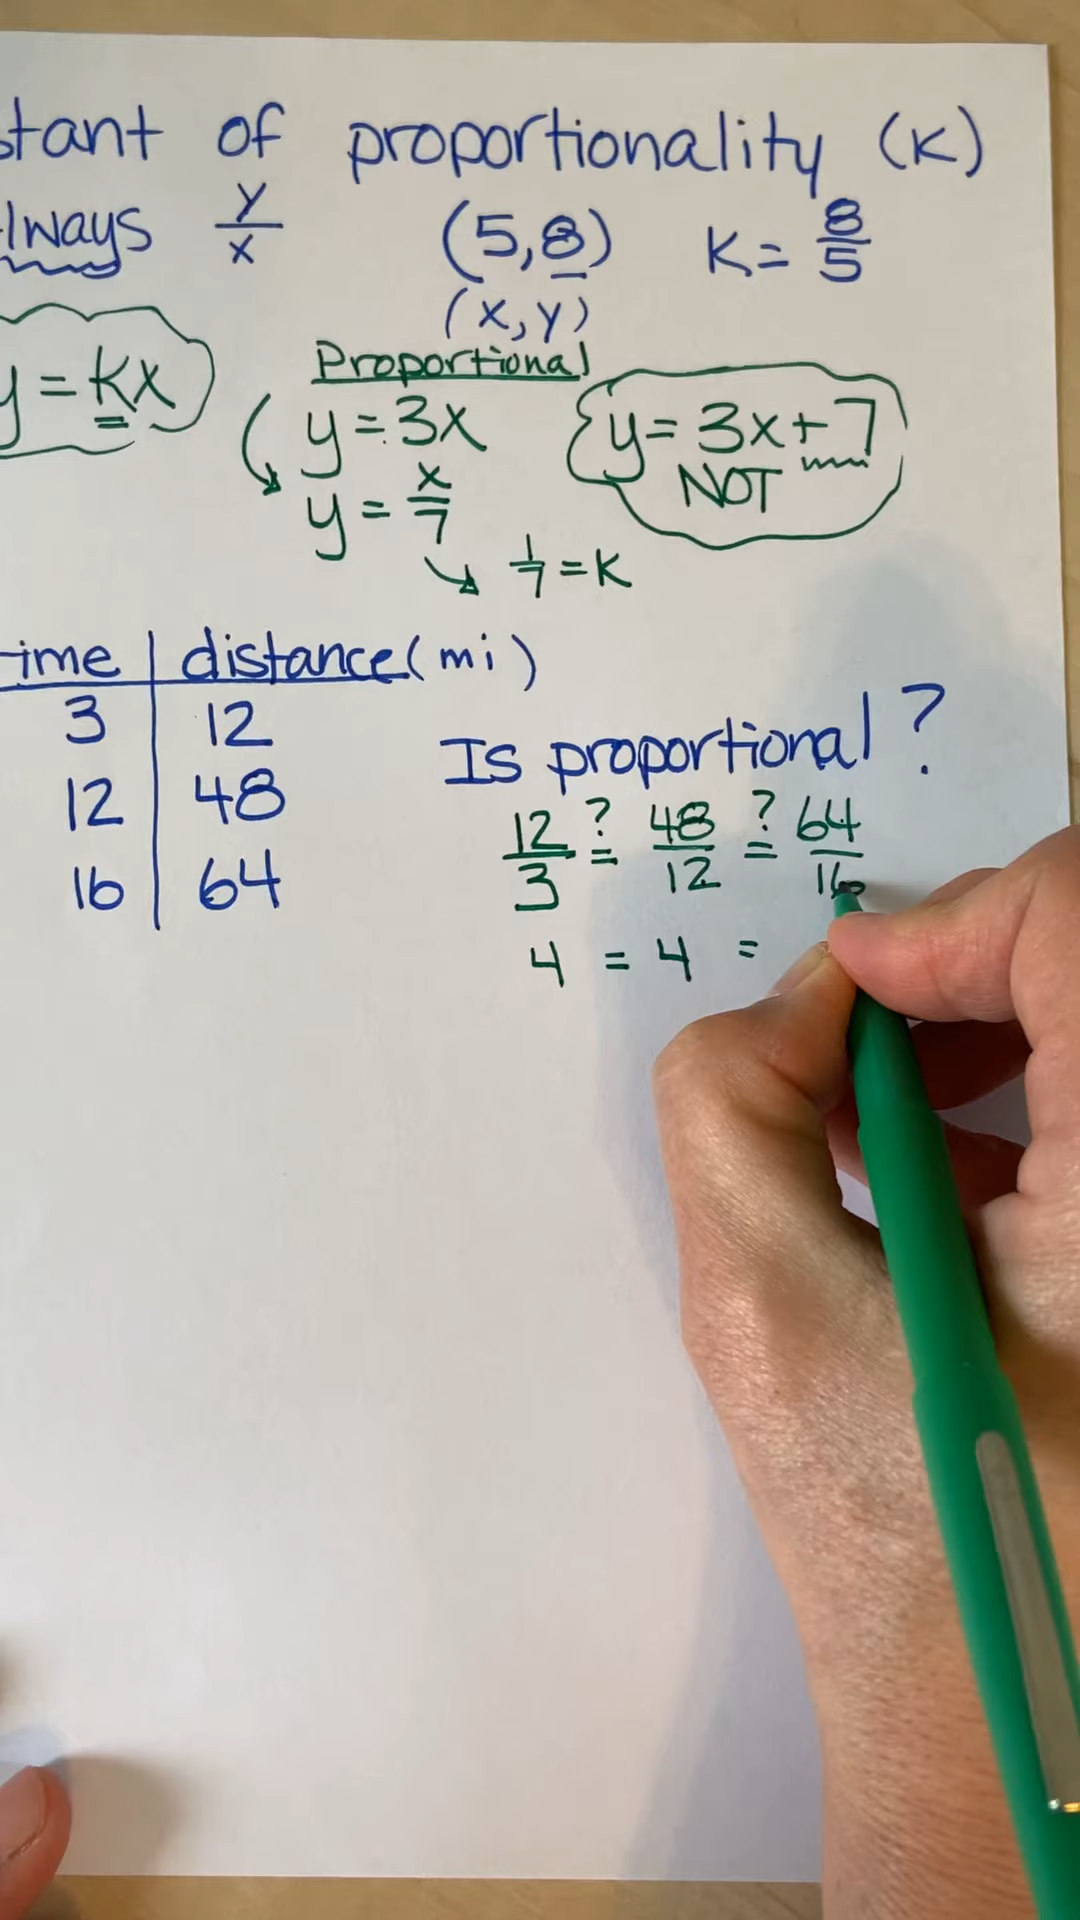 stant of proportionality (K)
lways y/x (5,8) K = 8/5
(x,y)
y = Kx
Proportional
y = 3x
y = x/7
1/7 = K
y = 3x + 7
NOT
ime | distance (mi)
3 | 12
12 | 48
16 | 64
Is proportional?
12/3 ?= 48/12 ?= 64/16
4 = 4 =